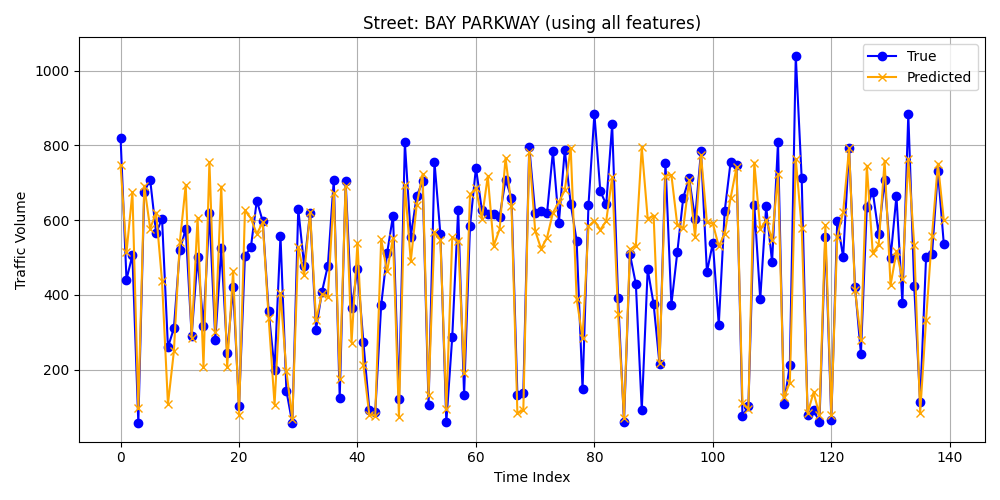 Street: BAY PARKWAY (using all features)
True
Predicted
Traffic Volume
1000
800
600
400
200
0 20 40 60 80 100 120 140
Time Index